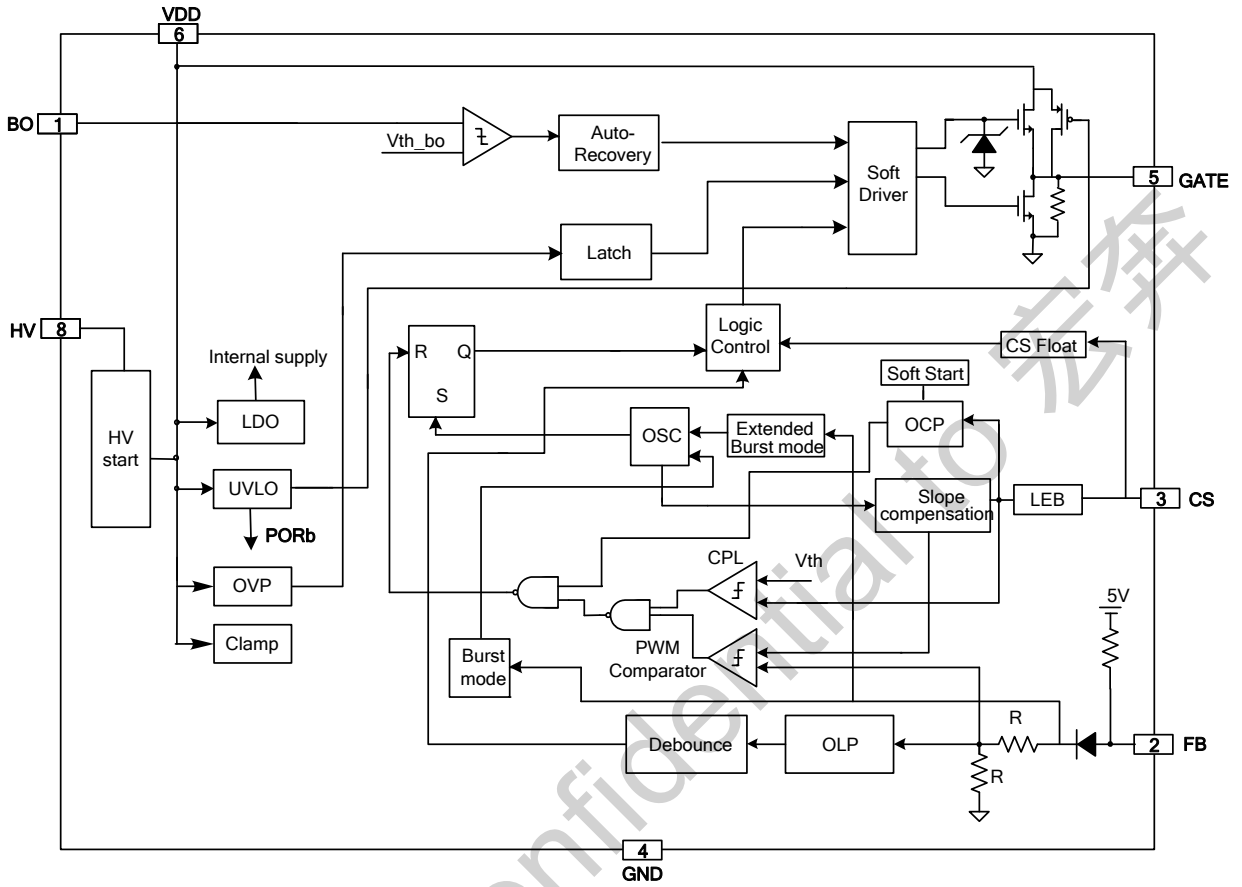 VDD
6
BO 1
Vth_bo
Auto-
Recovery
Soft
Driver
5 GATE
Latch
HV 8
Internal supply
R Q
S
Logic
Control
CS Float
Soft Start
LDO
HV
start
OSC
Extended
Burst mode
OCP
UVLO
PORb
Slope
compensation
LEB
3 CS
OVP
CPL
Vth
5V
Clamp
Burst
mode
PWM
Comparator
R
Debounce
OLP
2 FB
R
4
GND
onfidential to 宏奔